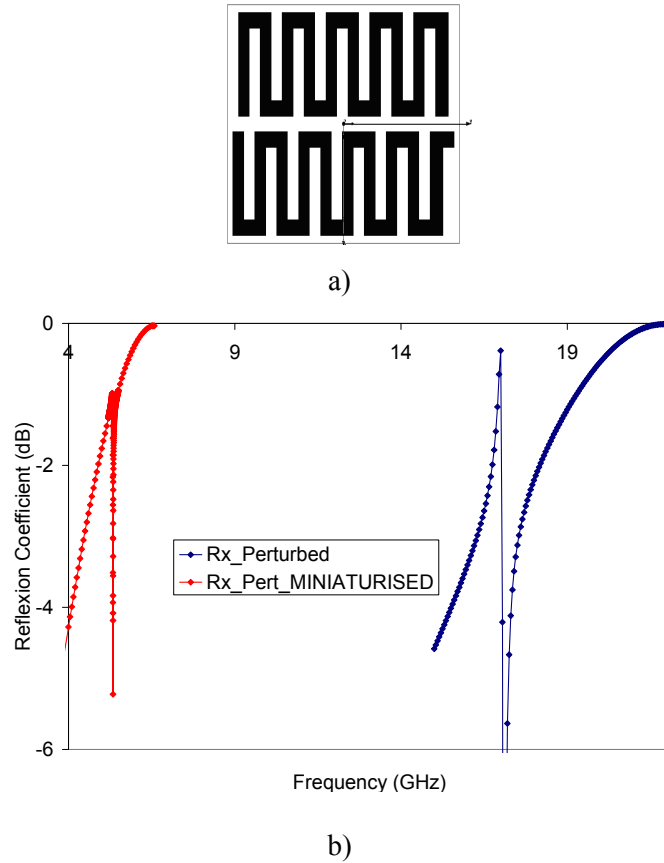 a)
0
4 9 14 19
-2
-4
-6
Reflexion Coefficient (dB)
Rx_Perturbed
Rx_Pert_MINIATURISED
Frequency (GHz)
b)